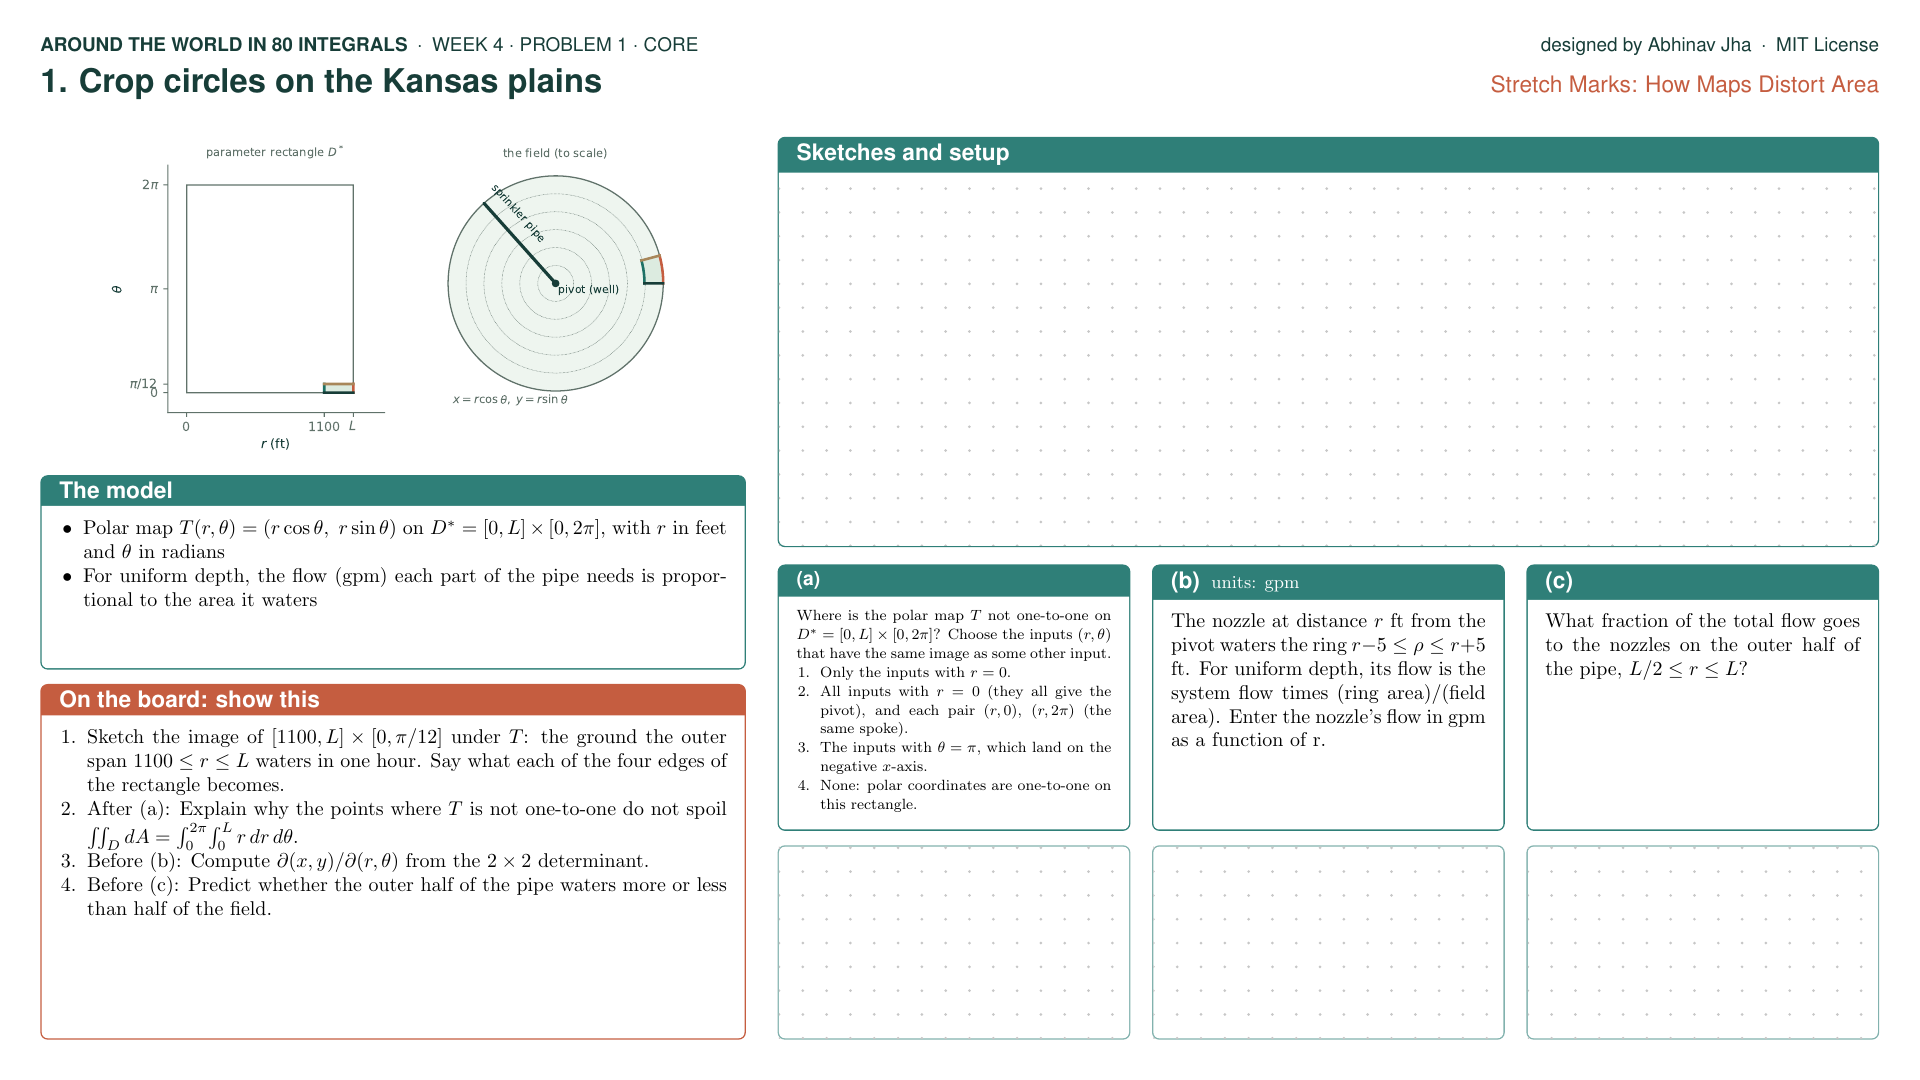 AROUND THE WORLD IN 80 INTEGRALS · WEEK 4 · PROBLEM 1 · CORE
designed by Abhinav Jha · MIT License
1. Crop circles on the Kansas plains
Stretch Marks: How Maps Distort Area
parameter rectangle D*
2π
π
π/12
0
θ
0
1100
L
r (ft)
the field (to scale)
sprinkler pipe
pivot (well)
x = r cos θ, y = r sin θ
The model
• Polar map T(r, θ) = (r cos θ, r sin θ) on D* = [0, L] × [0, 2π], with r in feet
and θ in radians
• For uniform depth, the flow (gpm) each part of the pipe needs is propor-
tional to the area it waters
On the board: show this
1. Sketch the image of [1100, L] × [0, π/12] under T: the ground the outer
span 1100 ≤ r ≤ L waters in one hour. Say what each of the four edges of
the rectangle becomes.
2. After (a): Explain why the points where T is not one-to-one do not spoil
∬_D dA = ∫_0^{2π} ∫_0^L r dr dθ.
3. Before (b): Compute ∂(x, y)/∂(r, θ) from the 2 × 2 determinant.
4. Before (c): Predict whether the outer half of the pipe waters more or less
than half of the field.
Sketches and setup
(a)
Where is the polar map T not one-to-one on
D* = [0, L] × [0, 2π]? Choose the inputs (r, θ)
that have the same image as some other input.
1. Only the inputs with r = 0.
2. All inputs with r = 0 (they all give the
pivot), and each pair (r, 0), (r, 2π) (the
same spoke).
3. The inputs with θ = π, which land on the
negative x-axis.
4. None: polar coordinates are one-to-one on
this rectangle.
(b) units: gpm
The nozzle at distance r ft from the
pivot waters the ring r−5 ≤ ρ ≤ r+5
ft. For uniform depth, its flow is the
system flow times (ring area)/(field
area). Enter the nozzle's flow in gpm
as a function of r.
(c)
What fraction of the total flow goes
to the nozzles on the outer half of
the pipe, L/2 ≤ r ≤ L?